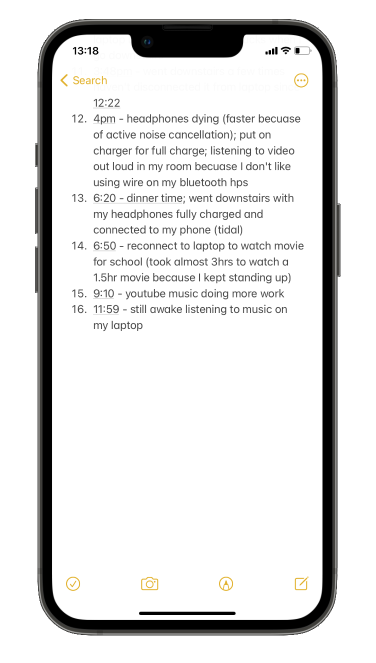 13:18
Search
12:22
12. 4pm - headphones dying (faster becuase
of active noise cancellation); put on
charger for full charge; listening to video
out loud in my room becuase I don't like
using wire on my bluetooth hps
13. 6:20 - dinner time; went downstairs with
my headphones fully charged and
connected to my phone (tidal)
14. 6:50 - reconnect to laptop to watch movie
for school (took almost 3hrs to watch a
1.5hr movie because I kept standing up)
15. 9:10 - youtube music doing more work
16. 11:59 - still awake listening to music on
my laptop